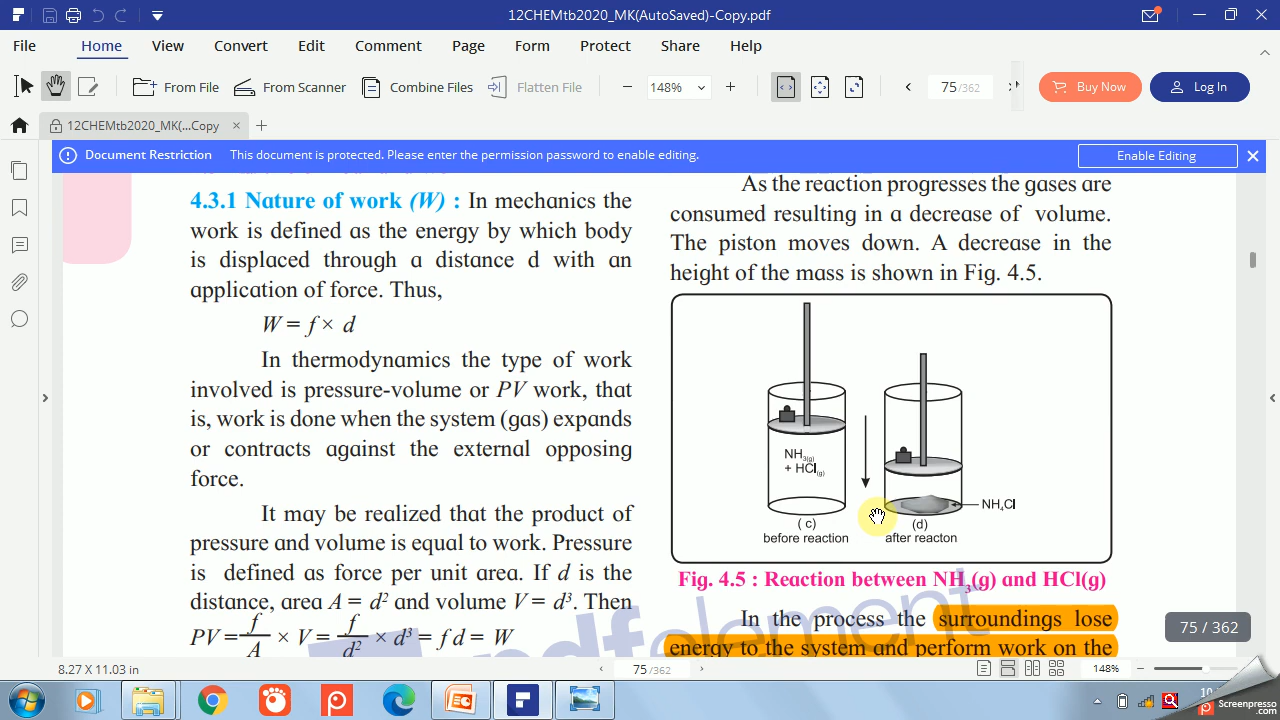 12CHEMtb2020_MK(AutoSaved)-Copy.pdf
File Home View Convert Edit Comment Page Form Protect Share Help
From File From Scanner Combine Files Flatten File 148% 75/362 Buy Now Log In
12CHEMtb2020_MK(...Copy
Document Restriction This document is protected. Please enter the permission password to enable editing. Enable Editing
4.3.1 Nature of work (W) : In mechanics the
work is defined as the energy by which body
is displaced through a distance d with an
application of force. Thus,
W = f × d
In thermodynamics the type of work
involved is pressure-volume or PV work, that
is, work is done when the system (gas) expands
or contracts against the external opposing
force.
It may be realized that the product of
pressure and volume is equal to work. Pressure
is defined as force per unit area. If d is the
distance, area A = d² and volume V = d³. Then
PV = f/A × V = f/d² × d³ = f d = W
As the reaction progresses the gases are
consumed resulting in a decrease of volume.
The piston moves down. A decrease in the
height of the mass is shown in Fig. 4.5.
NH₃(g)
+ HCl(g)
NH₄Cl
(c)
before reaction
(d)
after reacton
Fig. 4.5 : Reaction between NH₃(g) and HCl(g)
In the process the surroundings lose
energy to the system and perform work on the
75 / 362
8.27 X 11.03 in 75/362 148%
Screenpresso
.com